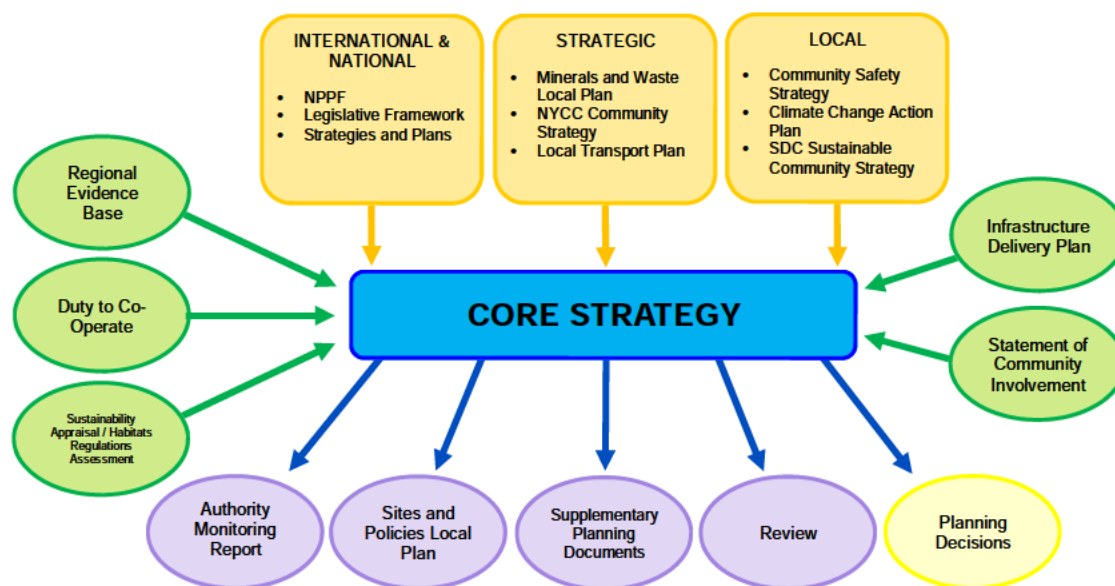 INTERNATIONAL &
NATIONAL
• NPPF
• Legislative Framework
• Strategies and Plans
STRATEGIC
• Minerals and Waste
Local Plan
• NYCC Community
Strategy
• Local Transport Plan
LOCAL
• Community Safety
Strategy
• Climate Change Action
Plan
• SDC Sustainable
Community Strategy
Regional
Evidence
Base
Duty to Co-
Operate
Sustainability
Appraisal / Habitats
Regulations
Assessment
CORE STRATEGY
Infrastructure
Delivery Plan
Statement of
Community
Involvement
Authority
Monitoring
Report
Sites and
Policies Local
Plan
Supplementary
Planning
Documents
Review
Planning
Decisions